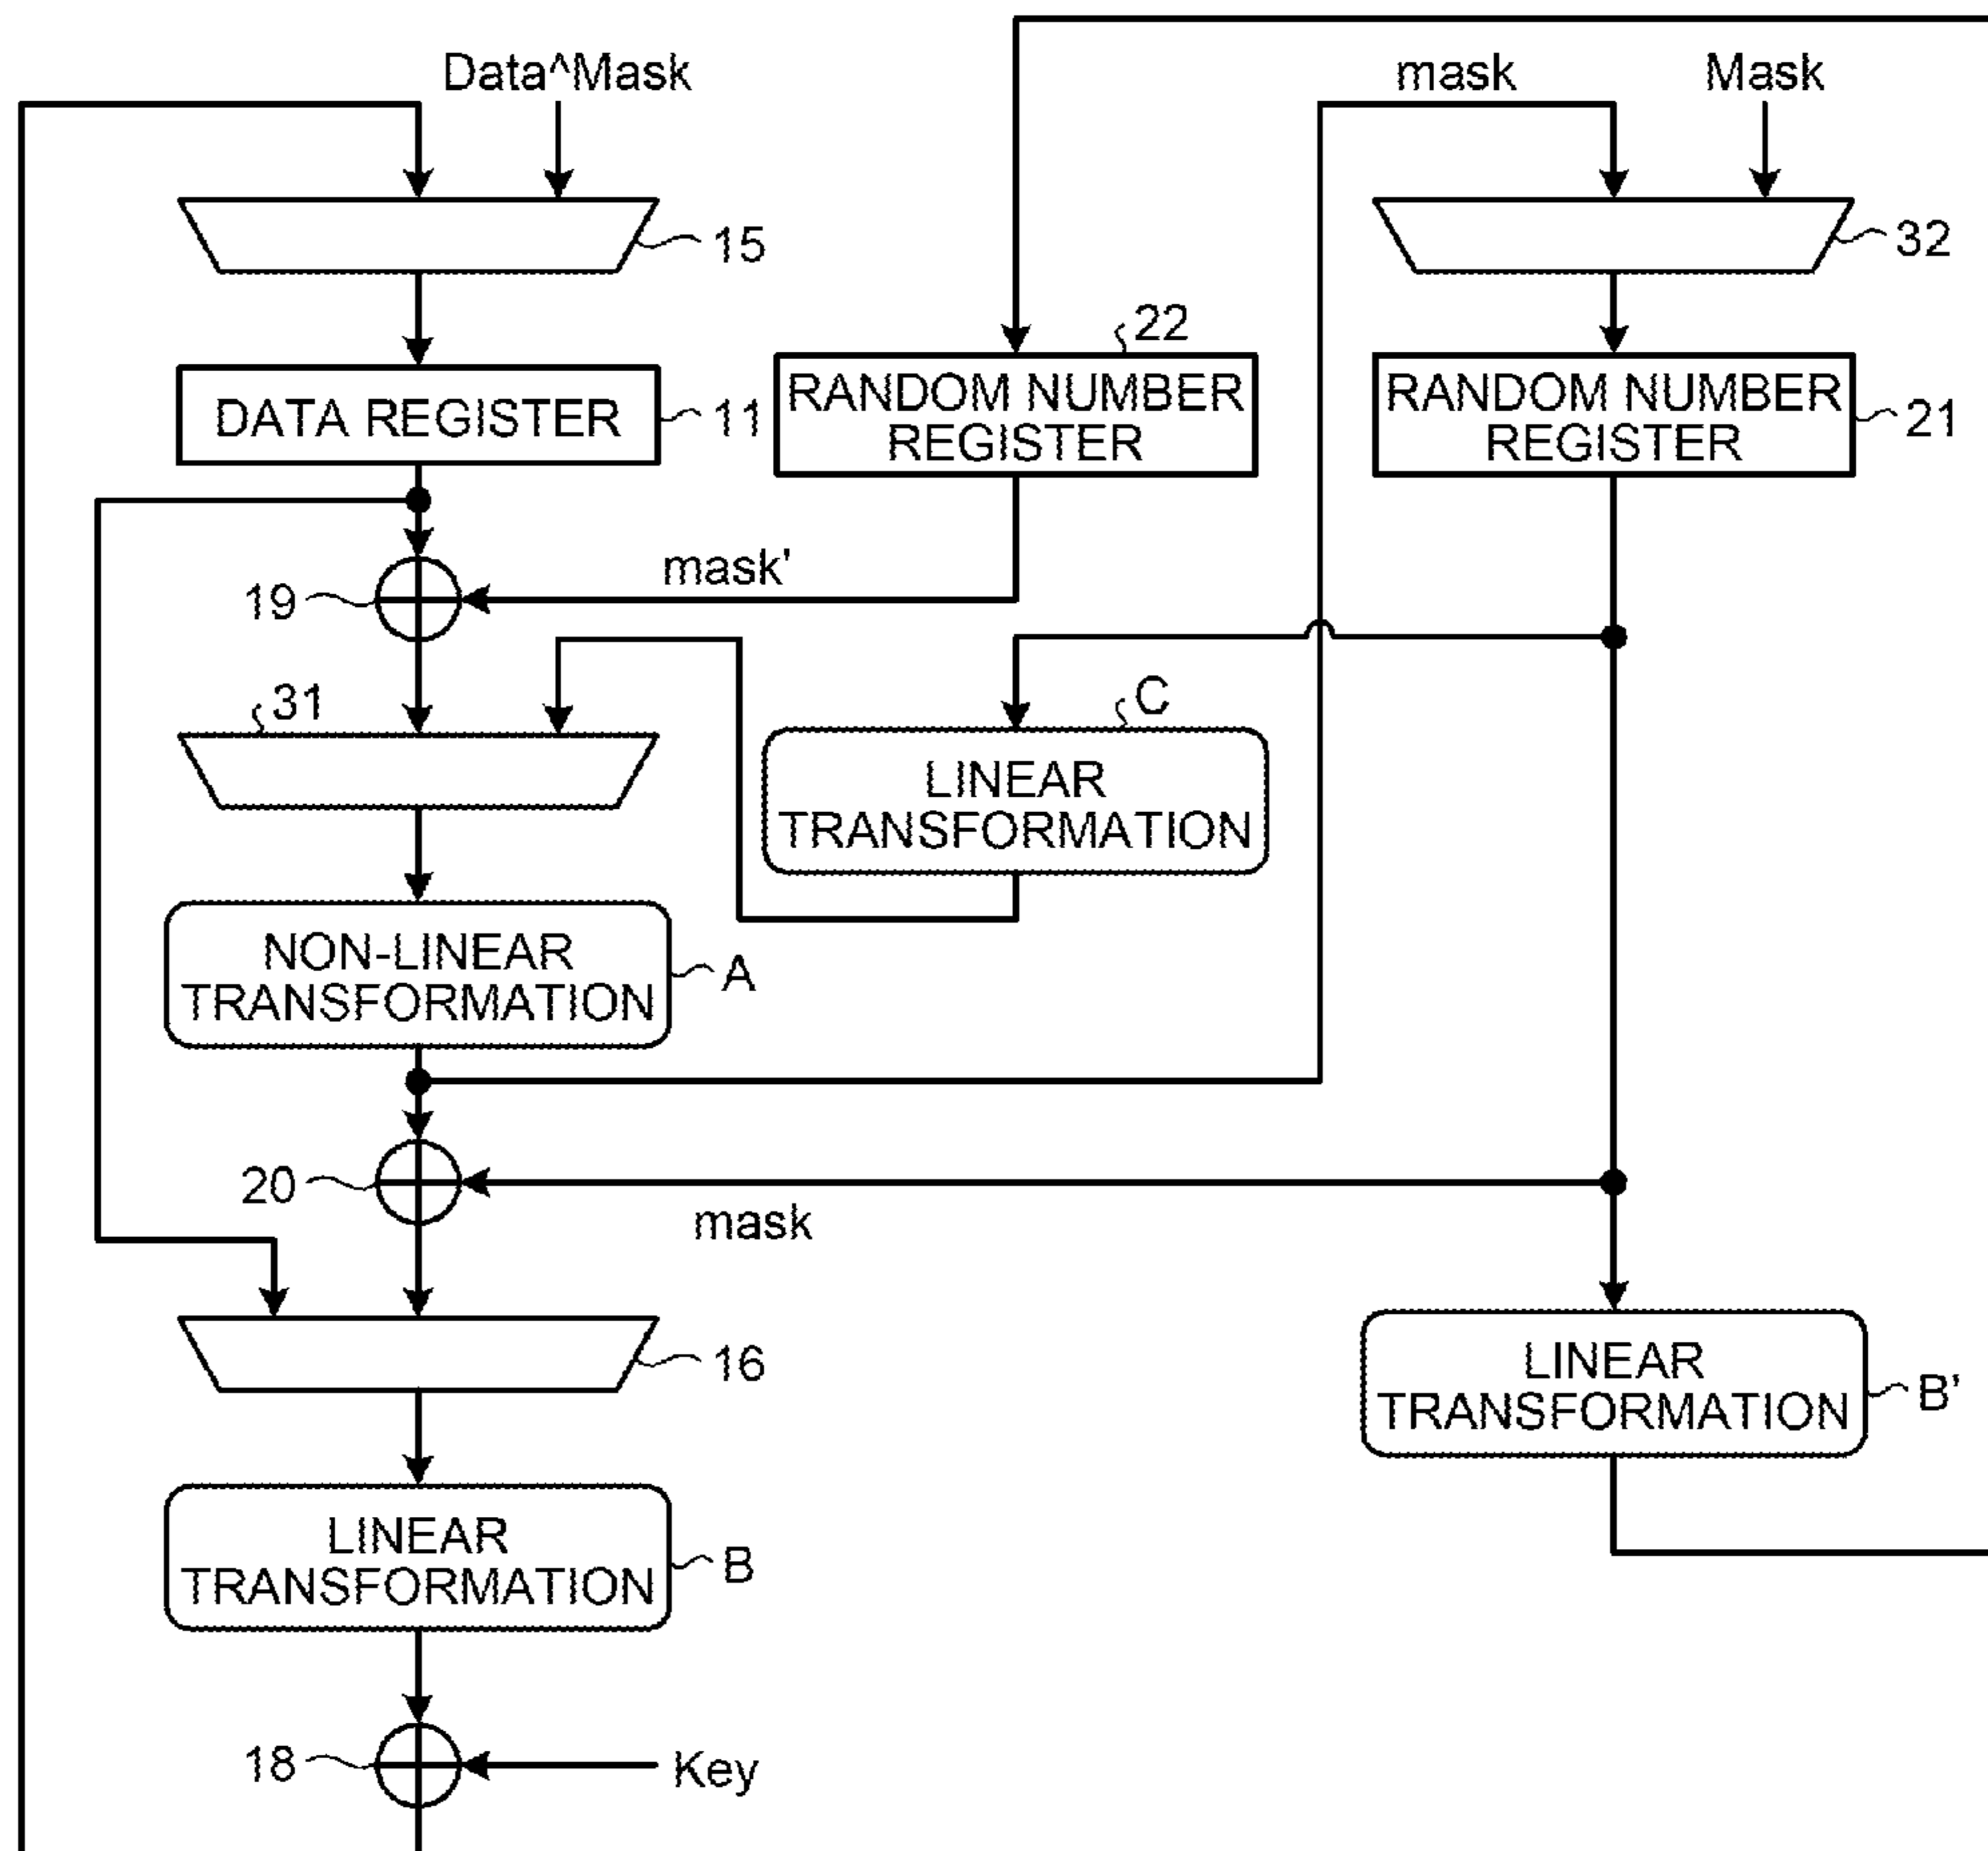 Data^Mask
mask
Mask
15
32
22
DATA REGISTER
11
RANDOM NUMBER
REGISTER
RANDOM NUMBER
REGISTER
21
19
mask'
31
C
LINEAR
TRANSFORMATION
NON-LINEAR
TRANSFORMATION
A
20
mask
16
LINEAR
TRANSFORMATION
B’
LINEAR
TRANSFORMATION
B
18
Key